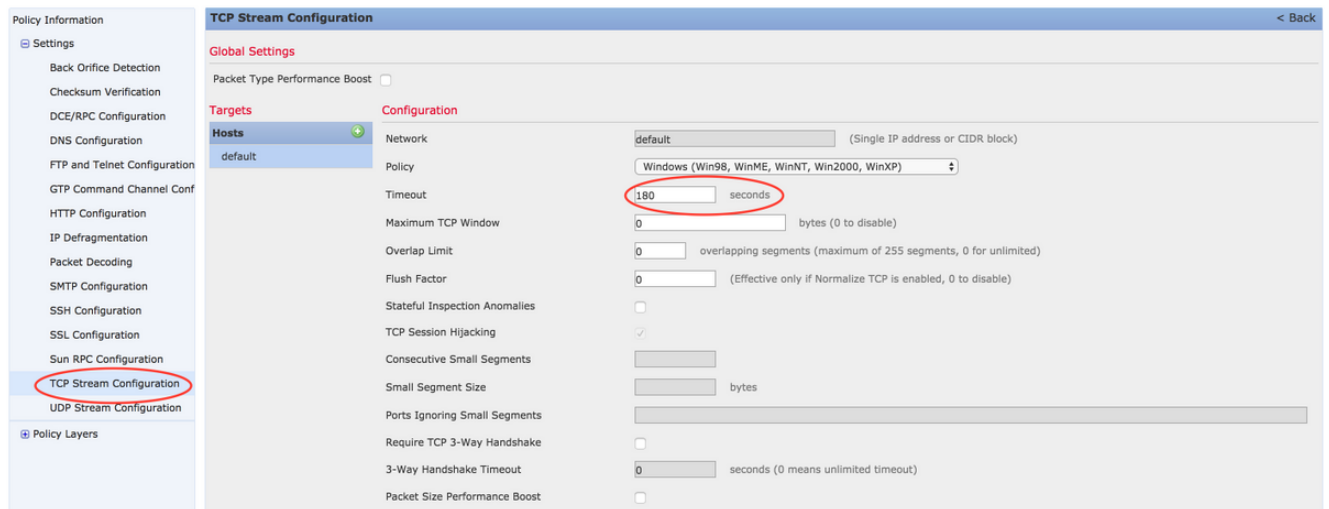 Policy Information
Settings
Back Orifice Detection
Checksum Verification
DCE/RPC Configuration
DNS Configuration
FTP and Telnet Configuration
GTP Command Channel Conf
HTTP Configuration
IP Defragmentation
Packet Decoding
SMTP Configuration
SSH Configuration
SSL Configuration
Sun RPC Configuration
TCP Stream Configuration
UDP Stream Configuration
Policy Layers
TCP Stream Configuration < Back
Global Settings
Packet Type Performance Boost
Targets
Hosts
default
Configuration
Network default (Single IP address or CIDR block)
Policy Windows (Win98, WinME, WinNT, Win2000, WinXP)
Timeout 180 seconds
Maximum TCP Window 0 bytes (0 to disable)
Overlap Limit 0 overlapping segments (maximum of 255 segments, 0 for unlimited)
Flush Factor 0 (Effective only if Normalize TCP is enabled, 0 to disable)
Stateful Inspection Anomalies
TCP Session Hijacking
Consecutive Small Segments
Small Segment Size bytes
Ports Ignoring Small Segments
Require TCP 3-Way Handshake
3-Way Handshake Timeout 0 seconds (0 means unlimited timeout)
Packet Size Performance Boost